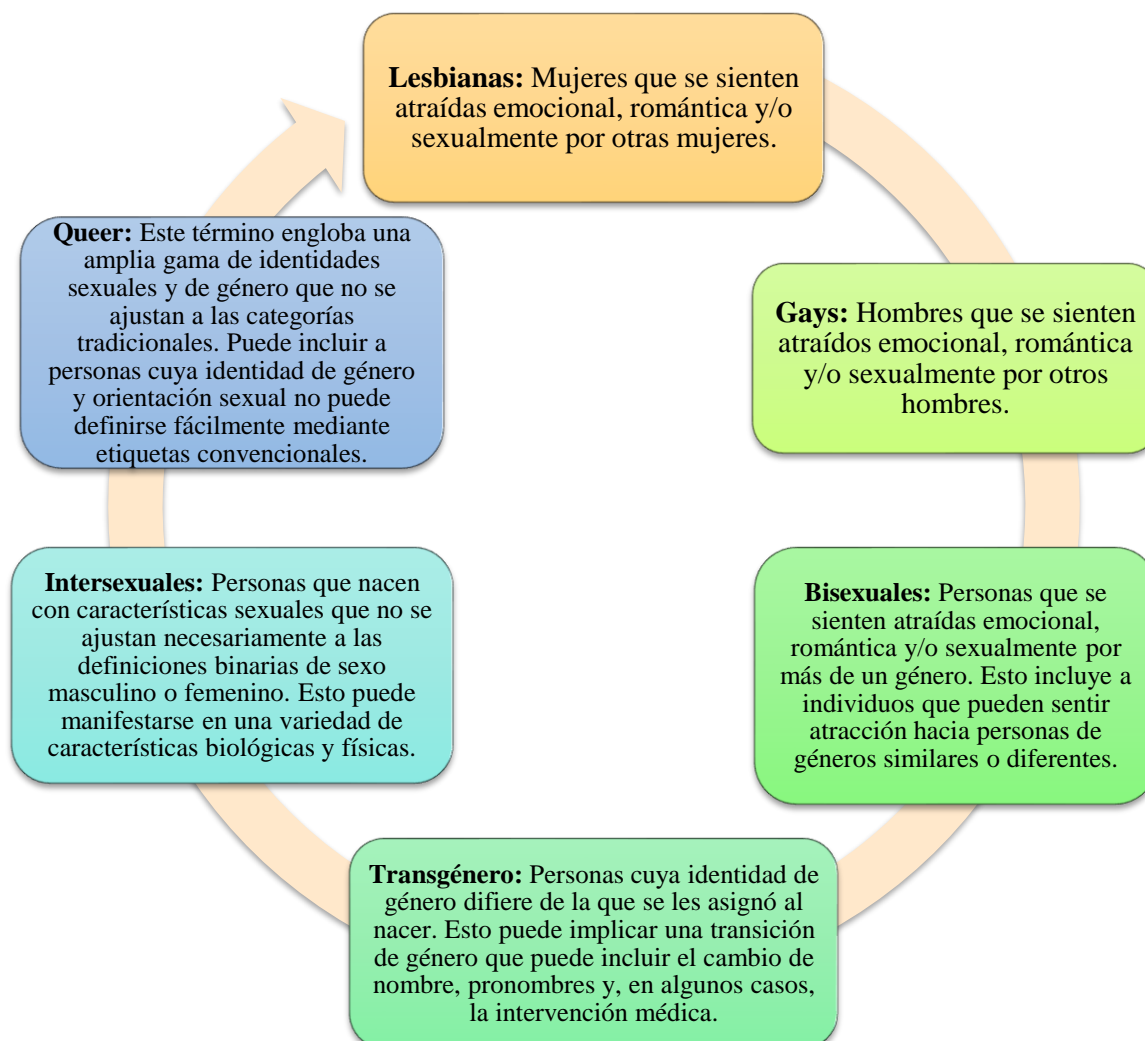 Lesbianas: Mujeres que se sienten
atraídas emocional, romántica y/o
sexualmente por otras mujeres.
Gays: Hombres que se sienten
atraídos emocional, romántica
y/o sexualmente por otros
hombres.
Bisexuales: Personas que se
sienten atraídas emocional,
romántica y/o sexualmente por
más de un género. Esto incluye a
individuos que pueden sentir
atracción hacia personas de
géneros similares o diferentes.
Transgénero: Personas cuya identidad de
género difiere de la que se les asignó al
nacer. Esto puede implicar una transición
de género que puede incluir el cambio de
nombre, pronombres y, en algunos casos,
la intervención médica.
Intersexuales: Personas que nacen
con características sexuales que no se
ajustan necesariamente a las
definiciones binarias de sexo
masculino o femenino. Esto puede
manifestarse en una variedad de
características biológicas y físicas.
Queer: Este término engloba una
amplia gama de identidades
sexuales y de género que no se
ajustan a las categorías
tradicionales. Puede incluir a
personas cuya identidad de género
y orientación sexual no puede
definirse fácilmente mediante
etiquetas convencionales.